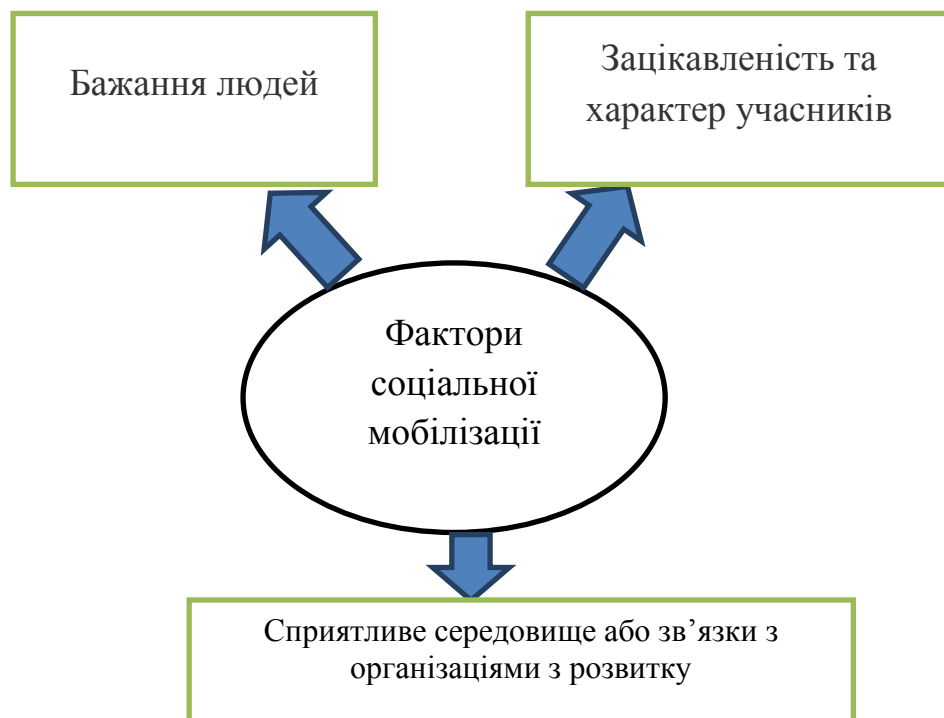 Бажання людей
Зацікавленість та
характер учасників
Фактори
соціальної
мобілізації
Сприятливе середовище або зв’язки з
організаціями з розвитку